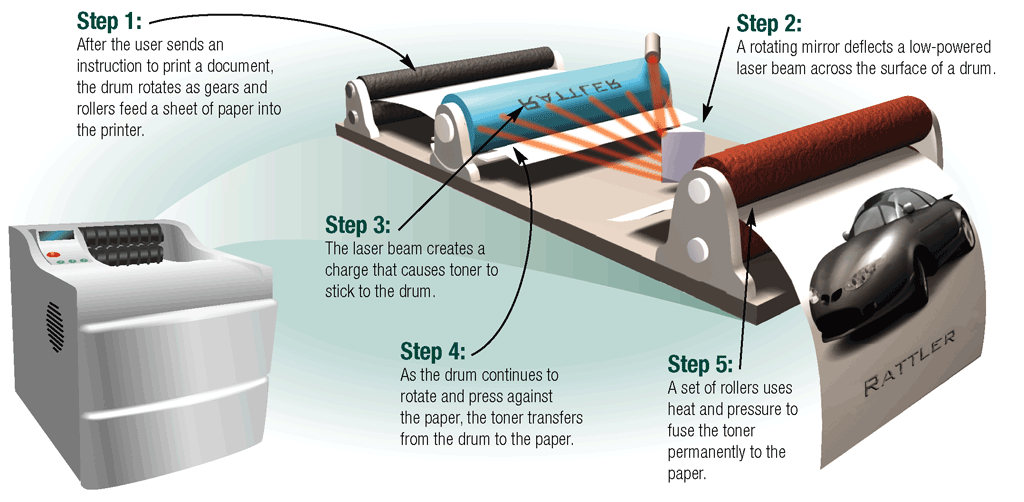 Step 1:
After the user sends an
instruction to print a document,
the drum rotates as gears and
rollers feed a sheet of paper into
the printer.
Step 2:
A rotating mirror deflects a low-powered
laser beam across the surface of a drum.
RATTLER
Step 3:
The laser beam creates a
charge that causes toner to
stick to the drum.
Step 4:
As the drum continues to
rotate and press against
the paper, the toner transfers
from the drum to the paper.
Step 5:
A set of rollers uses
heat and pressure to
fuse the toner
permanently to the
paper.
RATTLER